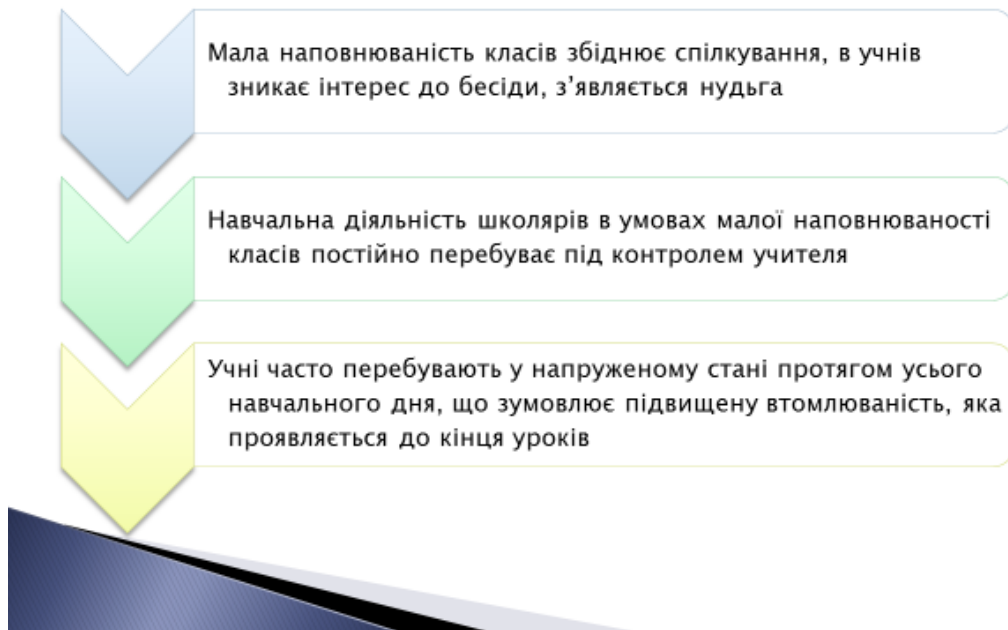 Мала наповнюваність класів збіднює спілкування, в учнів
зникає інтерес до бесіди, з’являється нудьга
Навчальна діяльність школярів в умовах малої наповнюваності
класів постійно перебуває під контролем учителя
Учні часто перебувають у напруженому стані протягом усього
навчального дня, що зумовлює підвищену втомлюваність, яка
проявляється до кінця уроків